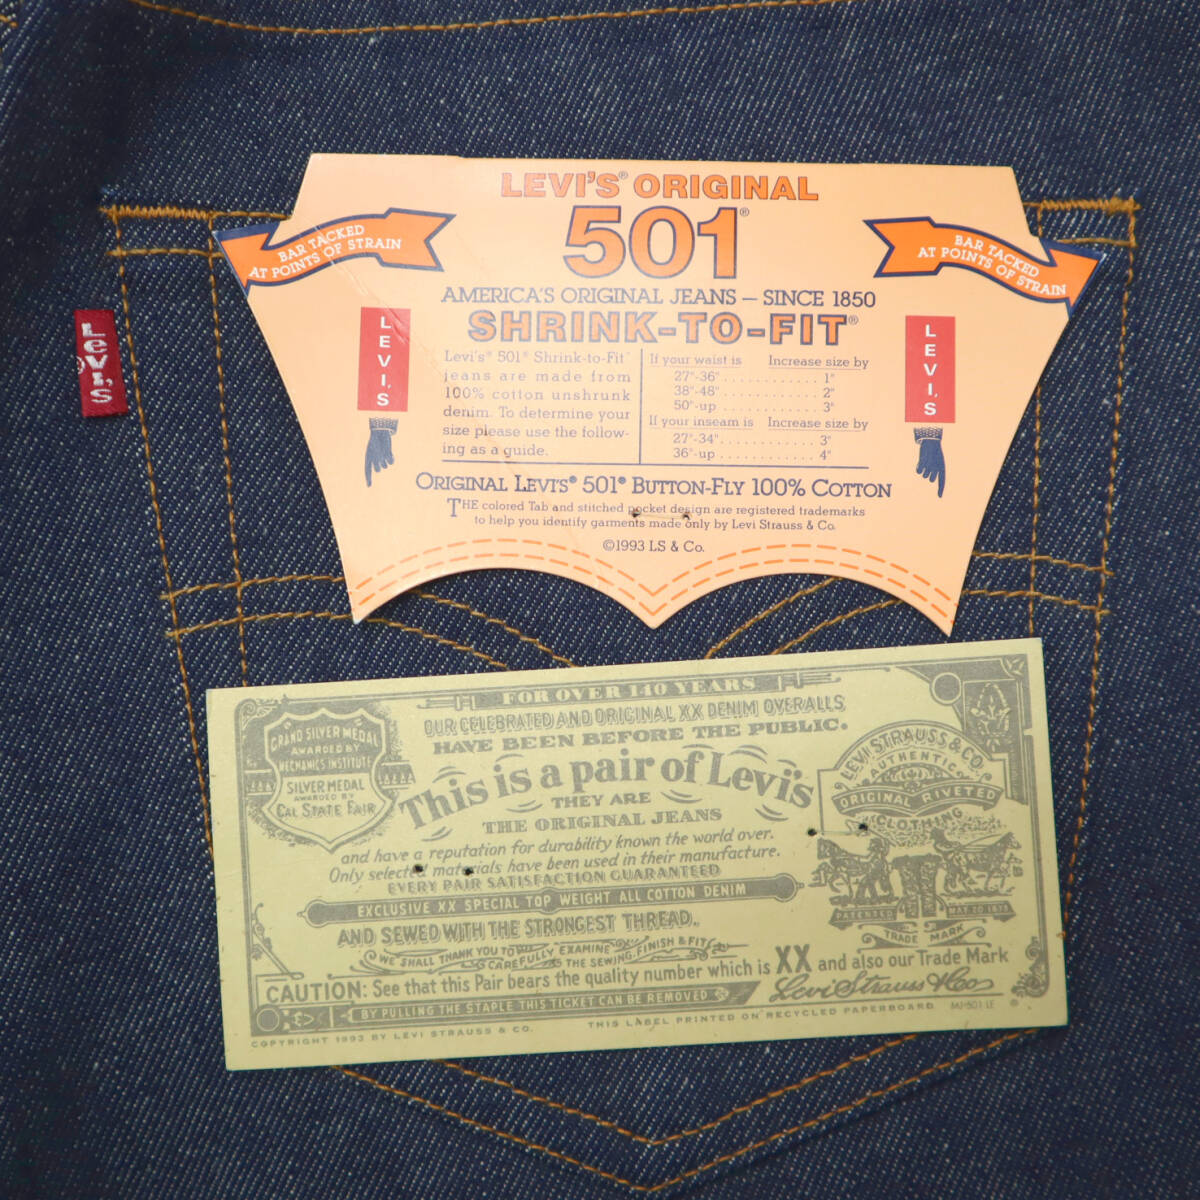 LEVI'S® ORIGINAL
501®
BAR TACKED
AT POINTS OF STRAIN
BAR TACKED
AT POINTS OF STRAIN
AMERICA'S ORIGINAL JEANS — SINCE 1850
SHRINK-TO-FIT®
LEVI'S
LEVI'S
LEVI'S
®
Levi's® 501® Shrink-to-Fit™
jeans are made from
100% cotton unshrunk
denim. To determine your
size please use the follow-
ing as a guide.
If your waist is Increase size by
27"-36" ............ 1"
38"-48" ............ 2"
50"-up ............ 3"
If your inseam is Increase size by
27"-34" ............ 3"
36"-up ............ 4"
ORIGINAL LEVI'S® 501® BUTTON-FLY 100% COTTON
THE colored Tab and stitched pocket design are registered trademarks
to help you identify garments made only by Levi Strauss & Co.
©1993 LS & Co.
FOR OVER 140 YEARS
OUR CELEBRATED AND ORIGINAL XX DENIM OVERALLS
HAVE BEEN BEFORE THE PUBLIC.
GRAND SILVER MEDAL
AWARDED BY
MECHANICS INSTITUTE
SILVER MEDAL
AWARDED BY
CAL STATE FAIR
This is a pair of Levi's
THEY ARE
THE ORIGINAL JEANS
and have a reputation for durability known the world over.
Only selected materials have been used in their manufacture.
EVERY PAIR SATISFACTION GUARANTEED
EXCLUSIVE XX SPECIAL TOP WEIGHT ALL COTTON DENIM
AND SEWED WITH THE STRONGEST THREAD.
WE SHALL THANK YOU TO CAREFULLY EXAMINE THE SEWING, FINISH & FIT
LEVI STRAUSS & CO.
AUTHENTIC
ORIGINAL RIVETED
CLOTHING
PATENTED MAY 20 1873
TRADE MARK
CAUTION: See that this Pair bears the quality number which is XX and also our Trade Mark
Levi Strauss & Co
BY PULLING THE STAPLE THIS TICKET CAN BE REMOVED
MJ-501 LE ®
COPYRIGHT 1993 BY LEVI STRAUSS & CO. THIS LABEL PRINTED ON RECYCLED PAPERBOARD